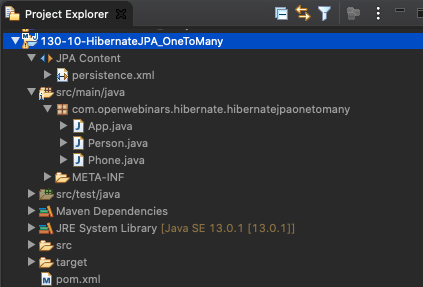 Project Explorer
130-10-HibernateJPA_OneToMany
JPA Content
persistence.xml
src/main/java
com.openwebinars.hibernate.hibernatejpaonetomany
App.java
Person.java
Phone.java
META-INF
src/test/java
Maven Dependencies
JRE System Library [Java SE 13.0.1 [13.0.1]]
src
target
pom.xml